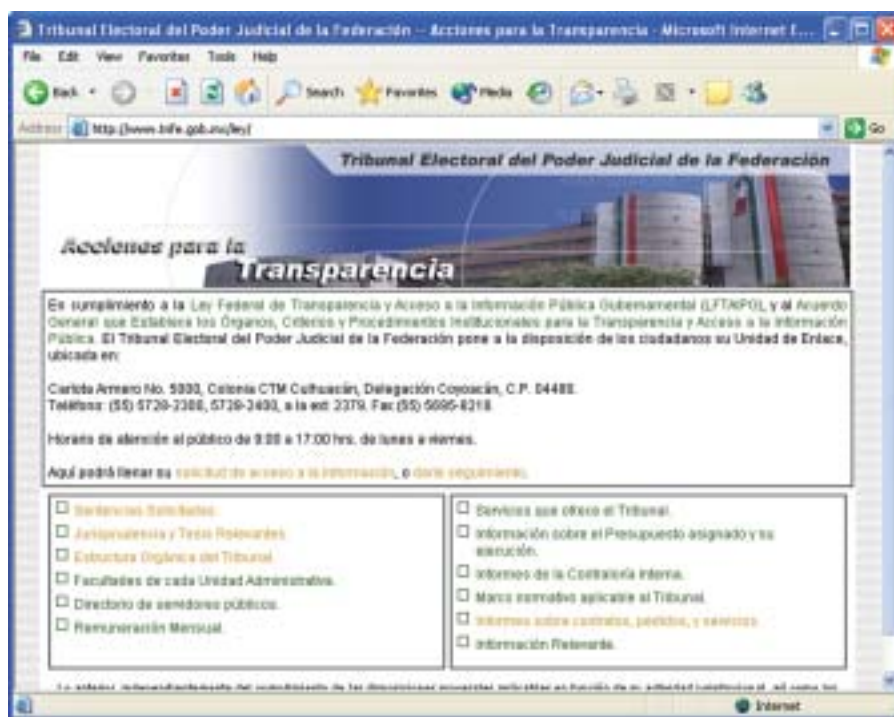 Tribunal Electoral del Poder Judicial de la Federación -- Acciones para la Transparencia - Microsoft Internet E...
File Edit View Favorites Tools Help
Back Search Favorites Media
Address http://www.trife.gob.mx/ley/ Go
Tribunal Electoral del Poder Judicial de la Federación
Acciones para la
Transparencia
En cumplimiento a la Ley Federal de Transparencia y Acceso a la Información Pública Gubernamental (LFTAIPG), y al Acuerdo
General que Establece los Órganos, Criterios y Procedimientos Institucionales para la Transparencia y Acceso a la Información
Pública. El Tribunal Electoral del Poder Judicial de la Federación pone a la disposición de los ciudadanos su Unidad de Enlace,
ubicada en:
Carlota Armero No. 5000, Colonia CTM Culhuacán, Delegación Coyoacán, C.P. 04480.
Teléfono: (55) 5728-2300, 5728-2400, a la ext. 2379. Fax (55)
Horario de atención al público de 9:00 a 17:00 hrs. de lunes a viernes.
Aquí podrá llenar su solicitud de acceso a la información, o darle seguimiento.
Sentencias Solicitadas.
Jurisprudencia y Tesis Relevantes.
Estructura Orgánica del Tribunal.
Facultades de cada Unidad Administrativa.
Directorio de servidores públicos.
Remuneración Mensual.
Servicios que ofrece el Tribunal.
Información sobre el Presupuesto asignado y su
ejecución.
Informes de la Contraloría Interna.
Marco normativo aplicable al Tribunal.
Informes sobre contratos, pedidos, y servicios.
Información Relevante.
Internet